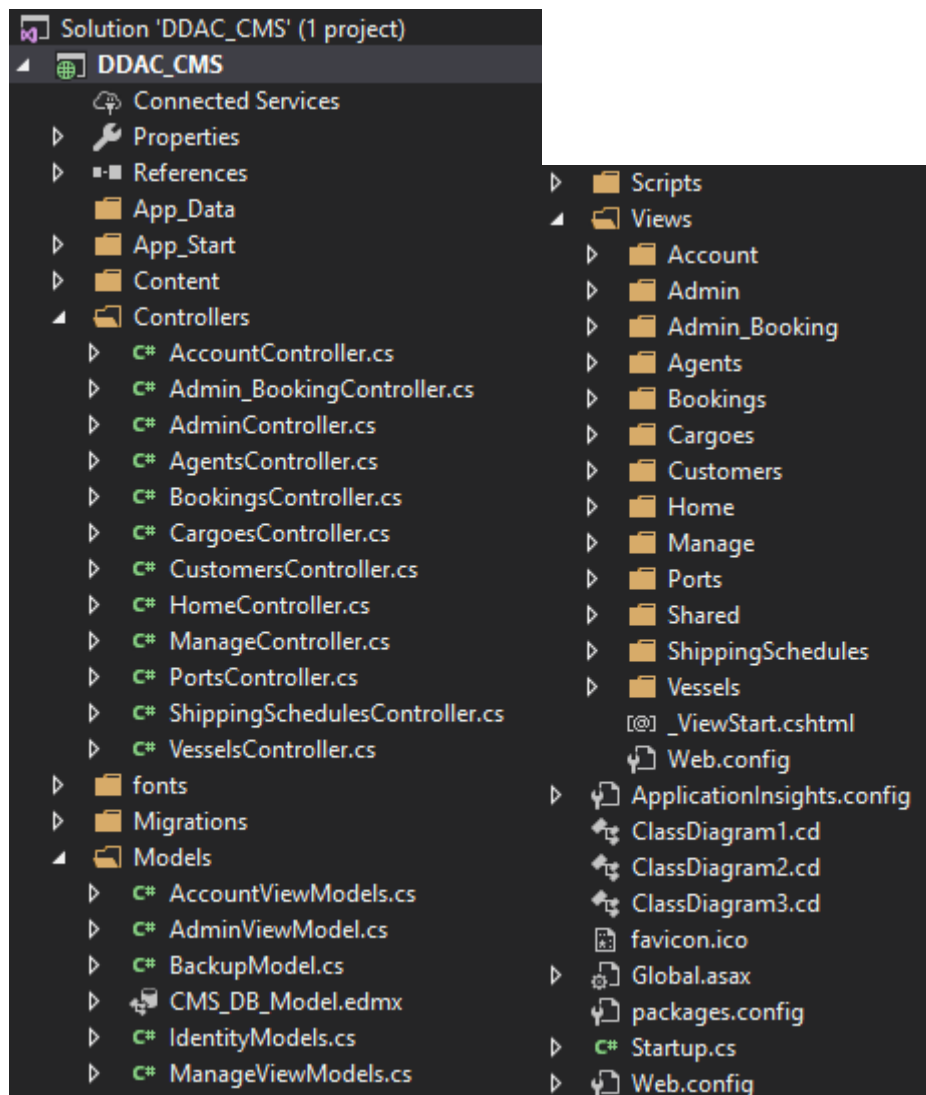 Solution 'DDAC_CMS' (1 project)
DDAC_CMS
Connected Services
Properties
References
App_Data
App_Start
Content
Controllers
C# AccountController.cs
C# Admin_BookingController.cs
C# AdminController.cs
C# AgentsController.cs
C# BookingsController.cs
C# CargoesController.cs
C# CustomersController.cs
C# HomeController.cs
C# ManageController.cs
C# PortsController.cs
C# ShippingSchedulesController.cs
C# VesselsController.cs
fonts
Migrations
Models
C# AccountViewModels.cs
C# AdminViewModel.cs
C# BackupModel.cs
CMS_DB_Model.edmx
C# IdentityModels.cs
C# ManageViewModels.cs
Scripts
Views
Account
Admin
Admin_Booking
Agents
Bookings
Cargoes
Customers
Home
Manage
Ports
Shared
ShippingSchedules
Vessels
[@] _ViewStart.cshtml
Web.config
ApplicationInsights.config
ClassDiagram1.cd
ClassDiagram2.cd
ClassDiagram3.cd
favicon.ico
Global.asax
packages.config
C# Startup.cs
Web.config